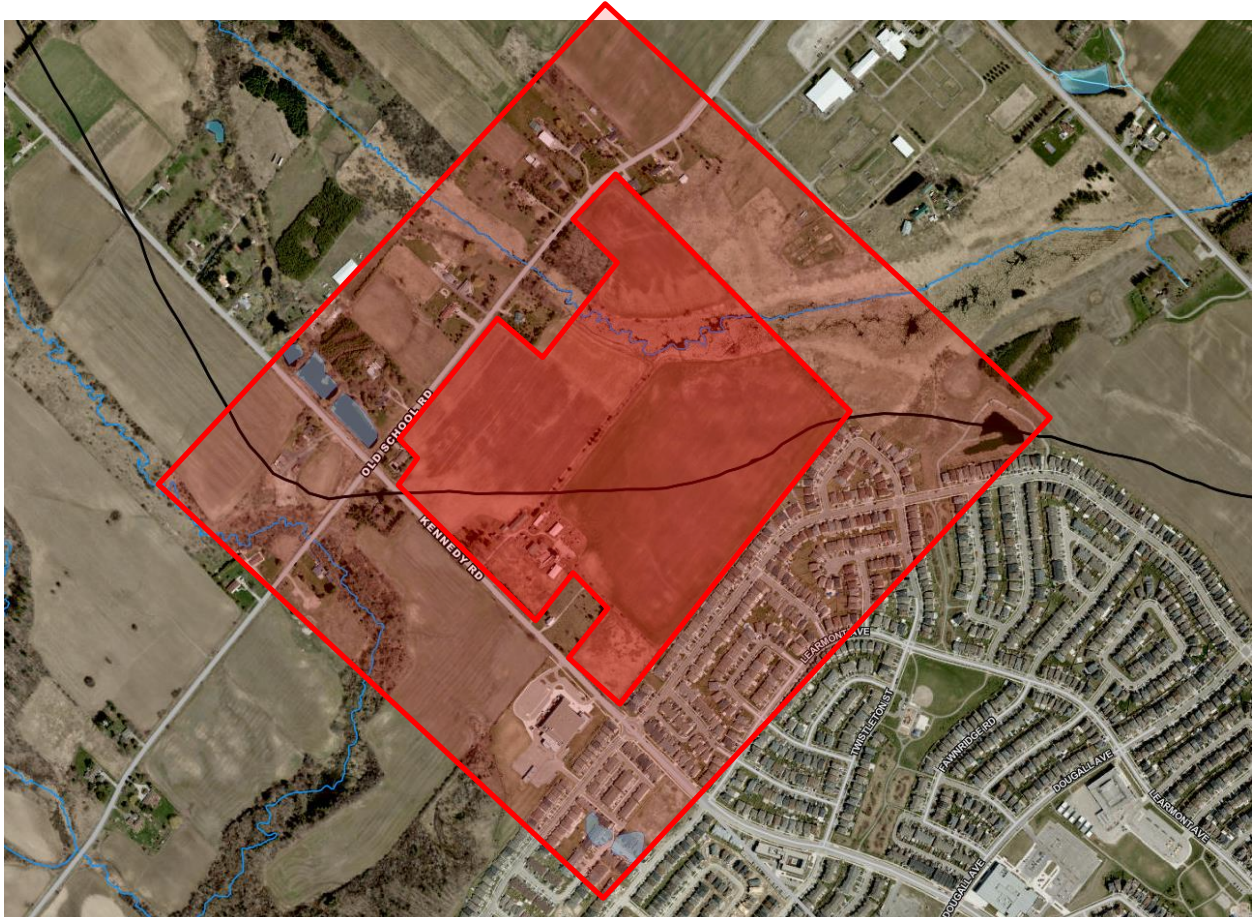 OLD SCHOOL RD
KENNEDY RD
LEARMONT AVE
TWISTLETON ST
FAWNRIDGE RD
DOUGALL AVE
LEARMONT AVE
DOUGALL AVE